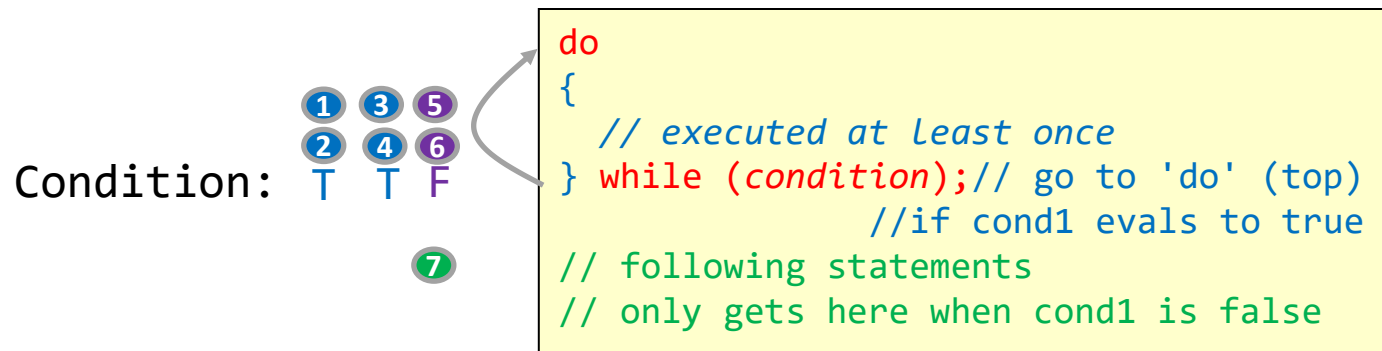 do
{
1 3 5
// executed at least once
2 4 6
Condition: T T F
} while (condition);// go to 'do' (top)
//if cond1 evals to true
7
// following statements
// only gets here when cond1 is false